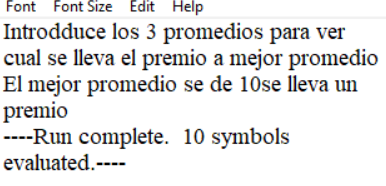 Font Font Size Edit Help
Introdduce los 3 promedios para ver
cual se lleva el premio a mejor promedio
El mejor promedio se de 10se lleva un
premio
----Run complete.  10 symbols
evaluated.----